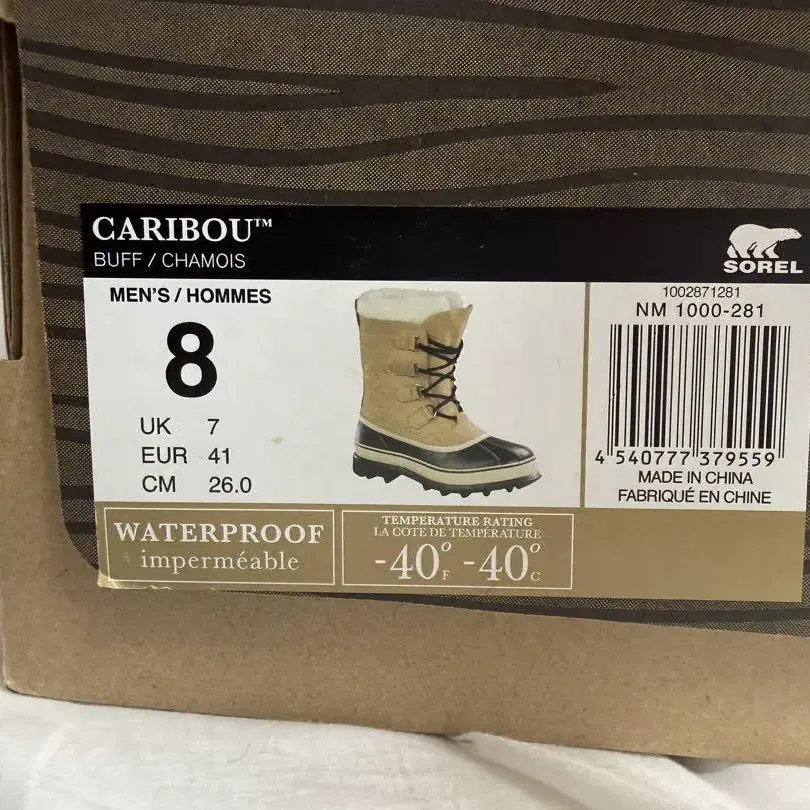 CARIBOU™
BUFF / CHAMOIS
SOREL
MEN'S / HOMMES
8
UK 7
EUR 41
CM 26.0
1002871281
NM 1000-281
4 540777 379559
MADE IN CHINA
FABRIQUÉ EN CHINE
WATERPROOF
imperméable
TEMPERATURE RATING
LA COTE DE TEMPÉRATURE
-40°F -40°C